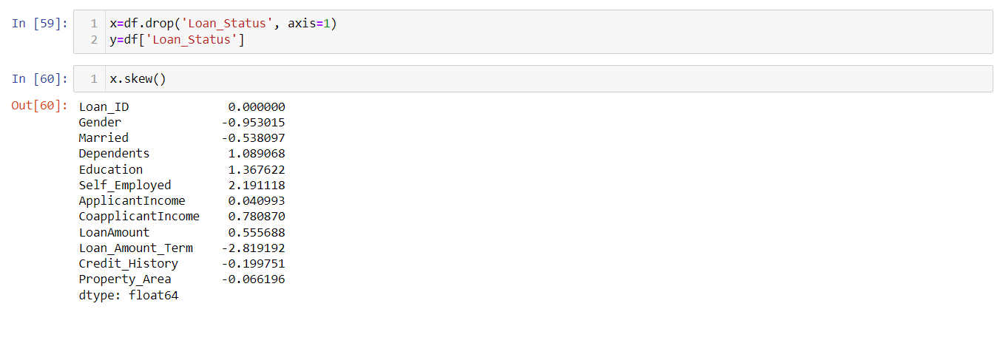 In [59]: 1 x=df.drop('Loan_Status', axis=1)
2 y=df['Loan_Status']
In [60]: 1 x.skew()
Out[60]: Loan_ID 0.000000
Gender -0.953015
Married -0.538097
Dependents 1.089068
Education 1.367622
Self_Employed 2.191118
ApplicantIncome 0.040993
CoapplicantIncome 0.780870
LoanAmount 0.555688
Loan_Amount_Term -2.819192
Credit_History -0.199751
Property_Area -0.066196
dtype: float64